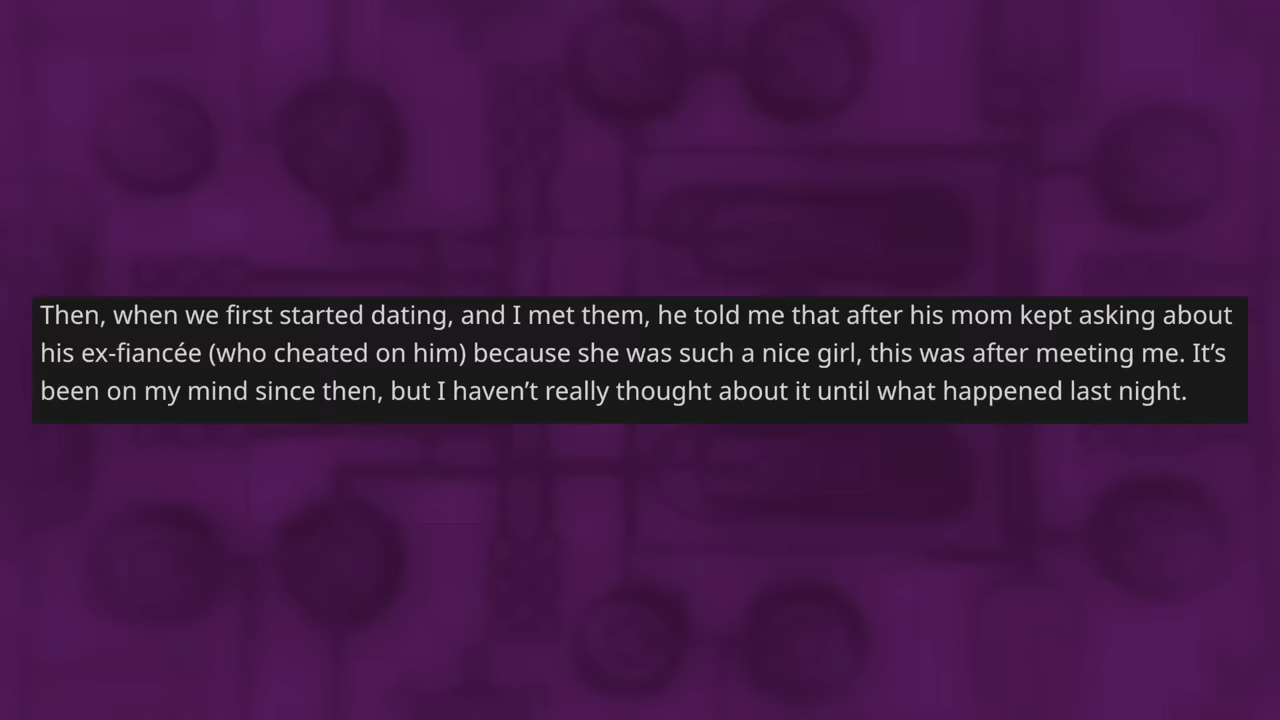 Then, when we first started dating, and I met them, he told me that after his mom kept asking about
his ex-fiancée (who cheated on him) because she was such a nice girl, this was after meeting me. It’s
been on my mind since then, but I haven’t really thought about it until what happened last night.